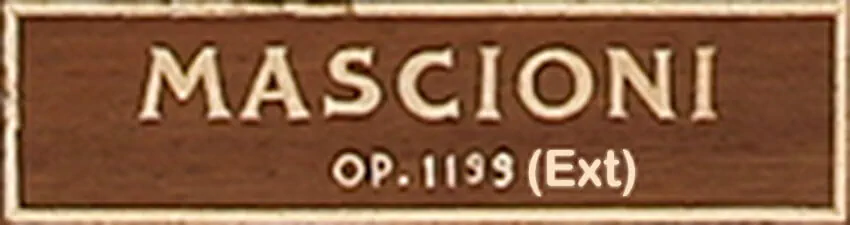 MASCIONI
OP. 1199 (Ext)